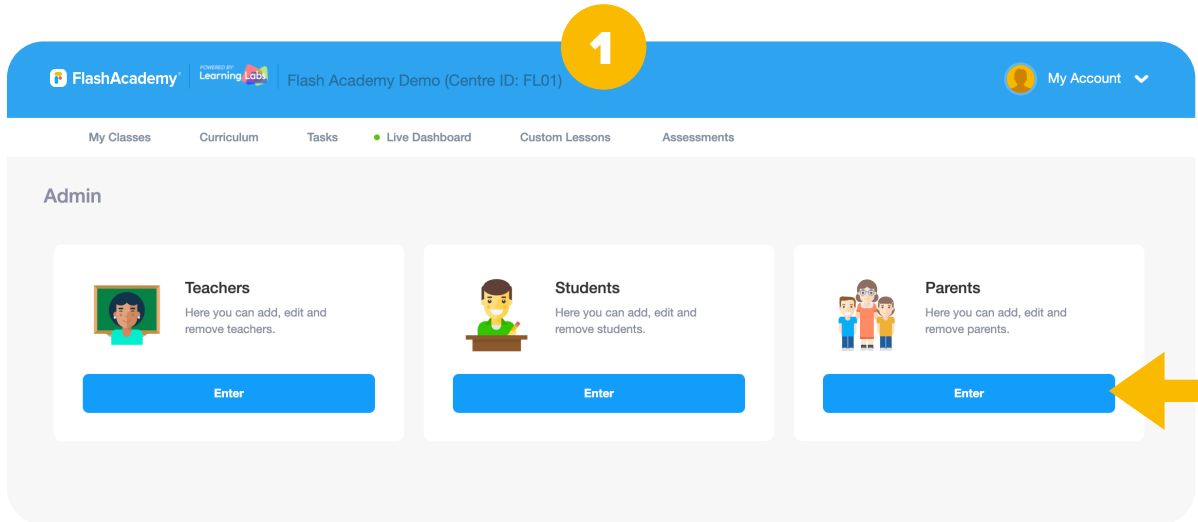 1
FlashAcademy
POWERED BY:
Learning Labs
Flash Academy Demo (Centre ID: FL01)
My Account
My Classes
Curriculum
Tasks
Live Dashboard
Custom Lessons
Assessments
Admin
Teachers
Here you can add, edit and
remove teachers.
Enter
Students
Here you can add, edit and
remove students.
Enter
Parents
Here you can add, edit and
remove parents.
Enter